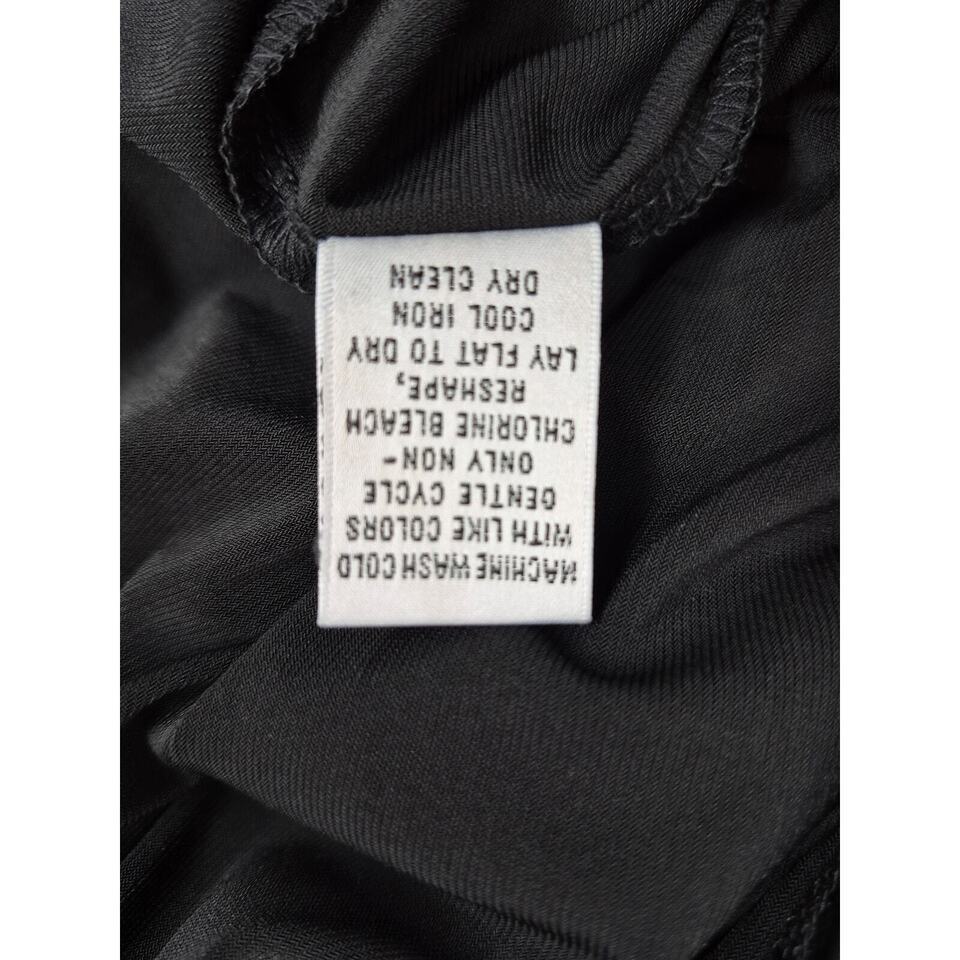 MACHINE WASH COLD
WITH LIKE COLORS
GENTLE CYCLE
ONLY NON-
CHLORINE BLEACH
RESHAPE,
LAY FLAT TO DRY
COOL IRON
DRY CLEAN